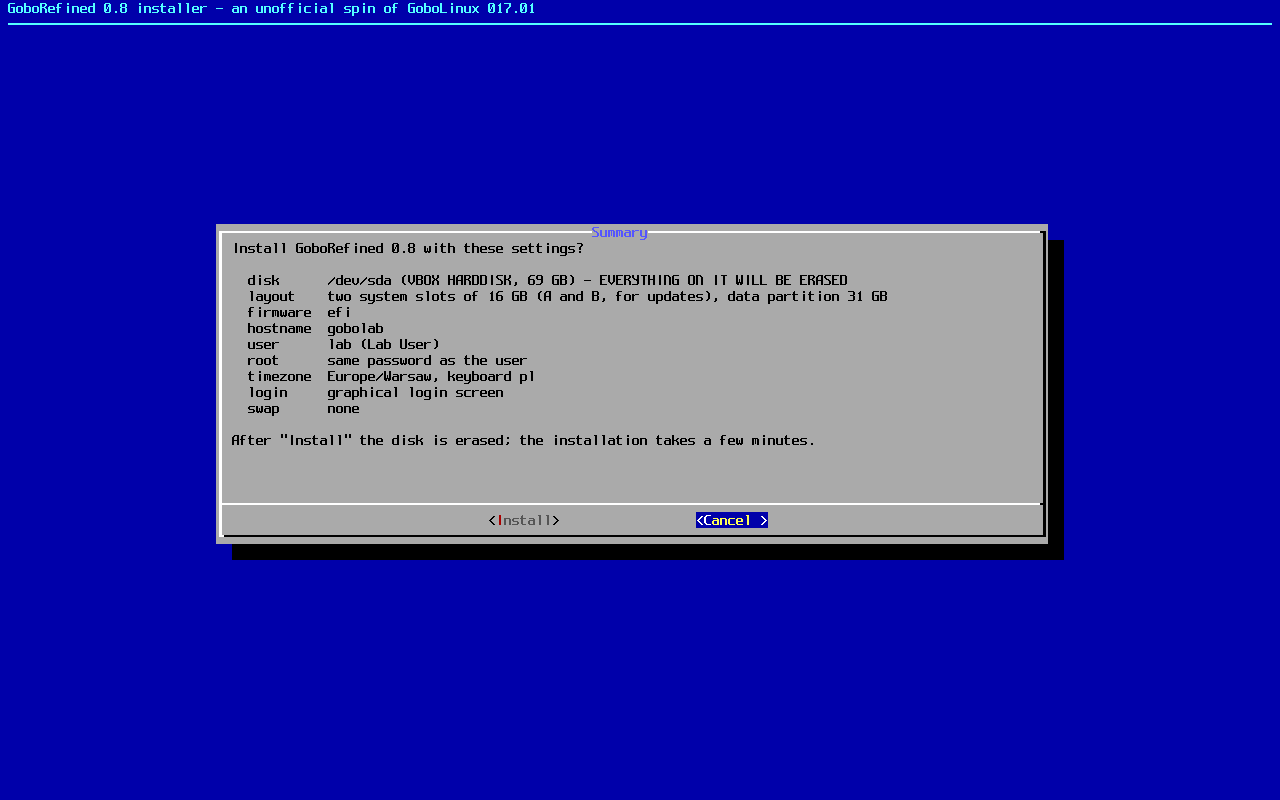 GoboRefined 0.8 installer - an unofficial spin of GoboLinux 017.01
Summary
Install GoboRefined 0.8 with these settings?
disk /dev/sda (VBOX HARDDISK, 69 GB) - EVERYTHING ON IT WILL BE ERASED
layout two system slots of 16 GB (A and B, for updates), data partition 31 GB
firmware efi
hostname gobolab
user lab (Lab User)
root same password as the user
timezone Europe/Warsaw, keyboard pl
login graphical login screen
swap none
After "Install" the disk is erased; the installation takes a few minutes.
<Install> <Cancel >